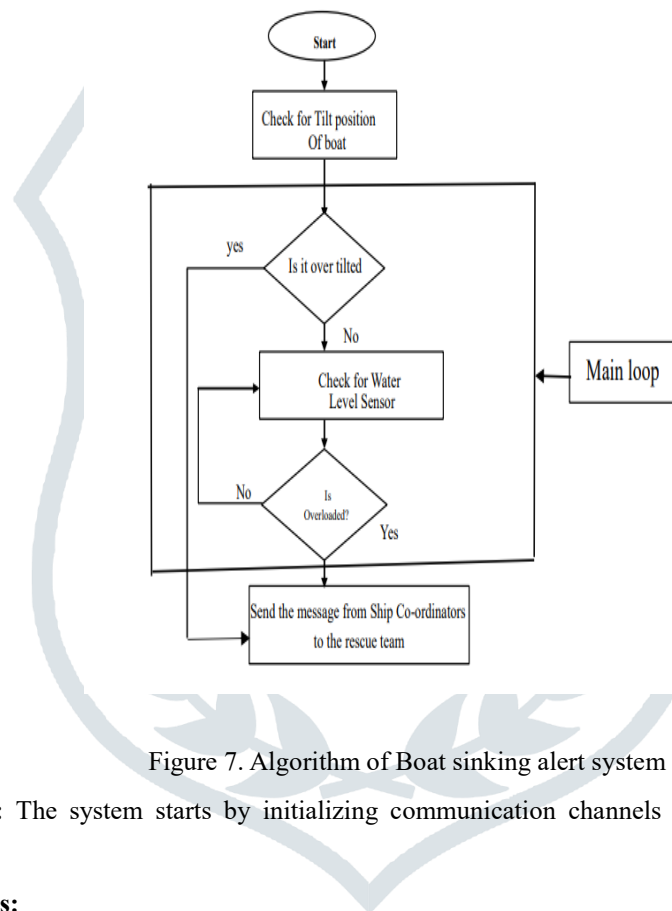 Start
Check for Tilt position
Of boat
yes
Is it over tilted
No
Check for Water
Level Sensor
Main loop
No
Is
Overloaded?
Yes
Send the message from Ship Co-ordinators
to the rescue team
Figure 7. Algorithm of Boat sinking alert system
: The system starts by initializing communication channels
s: